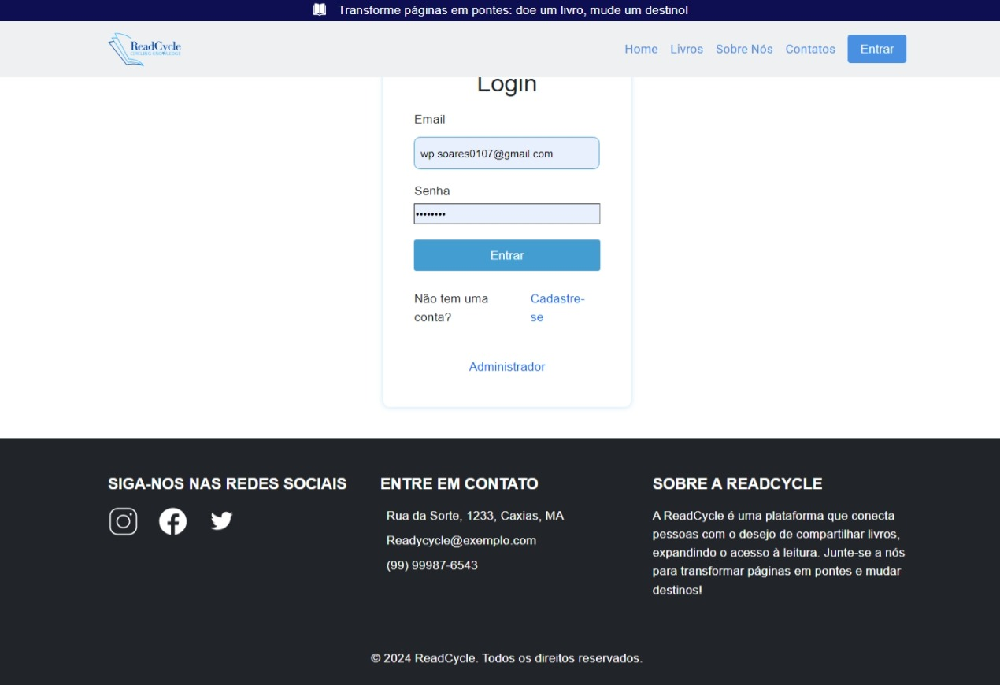 Transforme páginas em pontes: doe um livro, mude um destino!
ReadCycle
Home Livros Sobre Nós Contatos Entrar
Login
Email
wp.soares0107@gmail.com
Senha
••••••••
Entrar
Não tem uma
conta?
Cadastre-
se
Administrador
SIGA-NOS NAS REDES SOCIAIS
ENTRE EM CONTATO
Rua da Sorte, 1233, Caxias, MA
Readycycle@exemplo.com
(99) 99987-6543
SOBRE A READCYCLE
A ReadCycle é uma plataforma que conecta
pessoas com o desejo de compartilhar livros,
expandindo o acesso à leitura. Junte-se a nós
para transformar páginas em pontes e mudar
destinos!
© 2024 ReadCycle. Todos os direitos reservados.